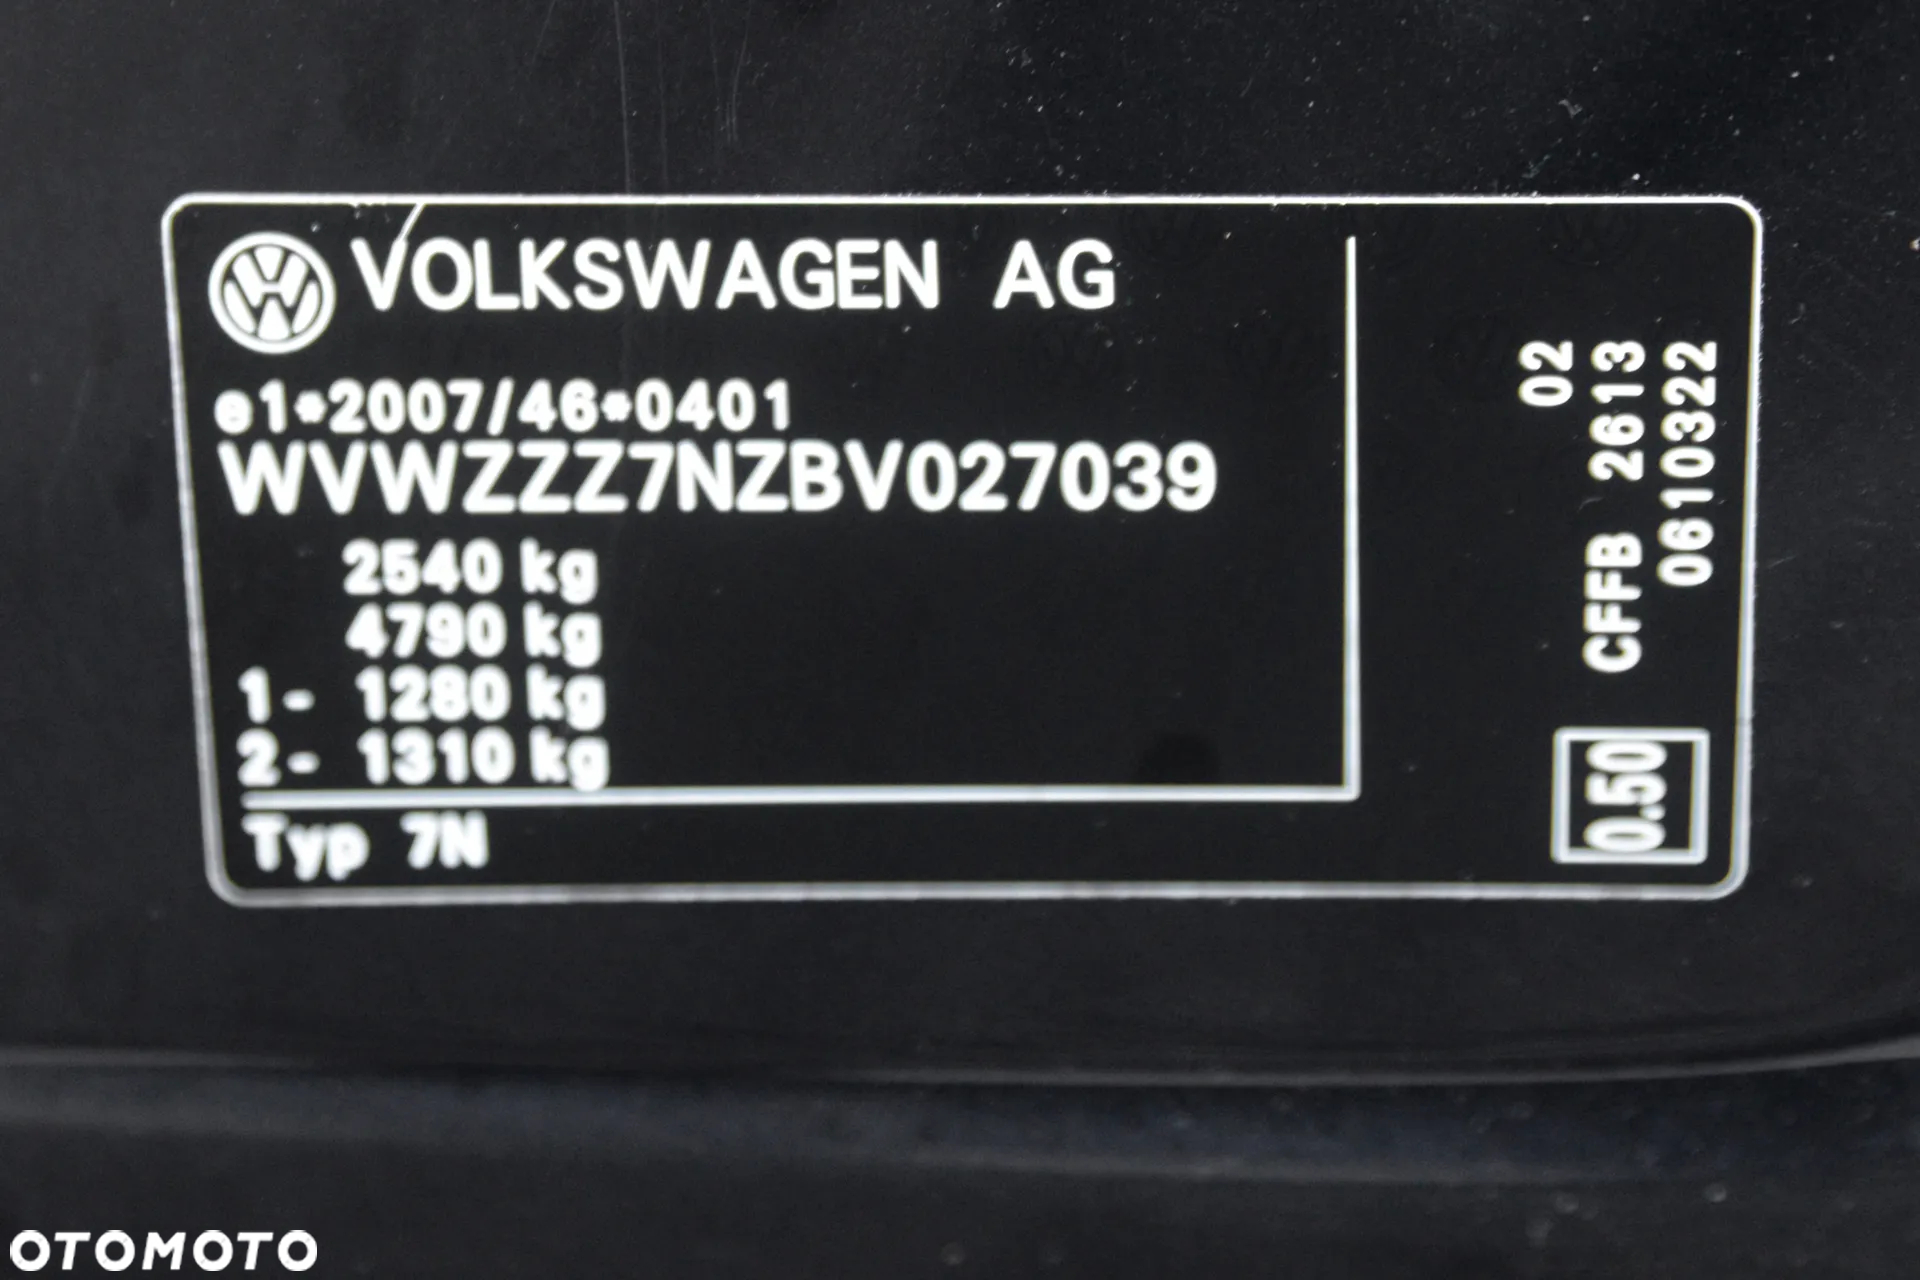 VOLKSWAGEN AG
e1*2007/46*0401
WVWZZZ7NZBV027039
2540 kg
4790 kg
1- 1280 kg
2- 1310 kg
Typ 7N
02
CFFB 2613
0610322
0.50
OTOMOTO